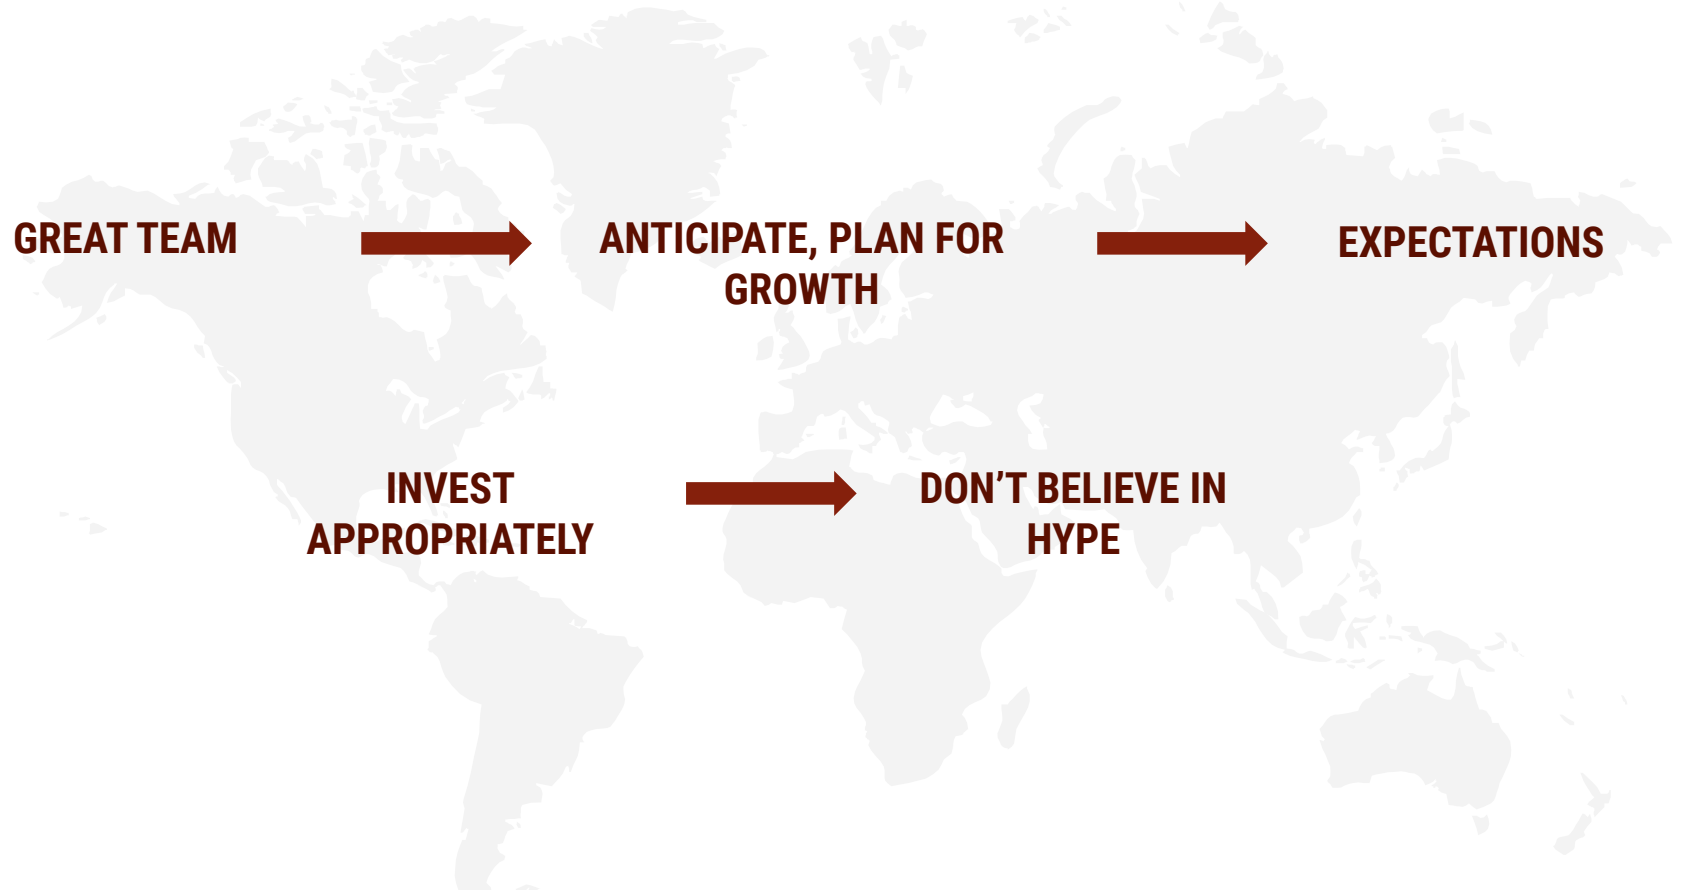 GREAT TEAM
ANTICIPATE, PLAN FOR
GROWTH
EXPECTATIONS
INVEST
APPROPRIATELY
DON’T BELIEVE IN
HYPE